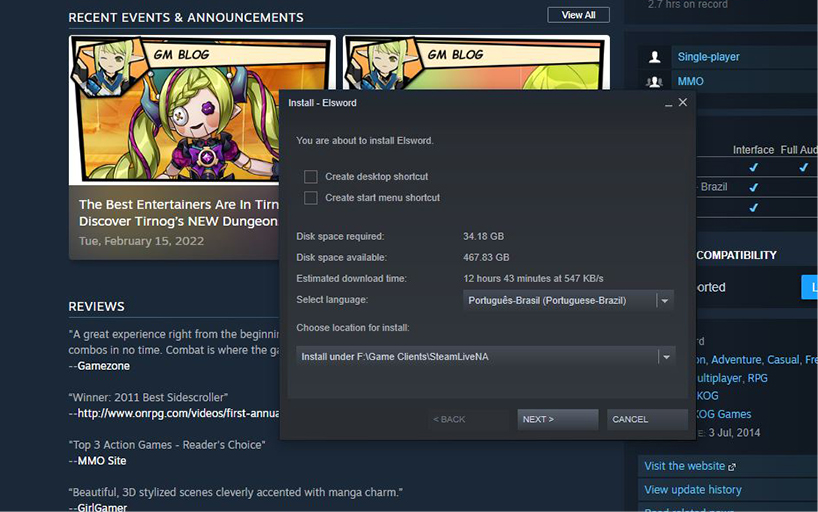 RECENT EVENTS & ANNOUNCEMENTS
View All
2.7 hrs on record
GM BLOG
GM BLOG
The Best Entertainers Are In Tirn
Discover Tirnog's NEW Dungeon
Tue, February 15, 2022
REVIEWS
"A great experience right from the beginnin
combos in no time. Combat is where the ga
--Gamezone
"Winner: 2011 Best Sidescroller"
--http://www.onrpg.com/videos/first-annua
"Top 3 Action Games - Reader's Choice"
--MMO Site
"Beautiful, 3D stylized scenes cleverly accented with manga charm."
--GirlGamer
Install - Elsword
You are about to install Elsword.
Create desktop shortcut
Create start menu shortcut
Disk space required: 34.18 GB
Disk space available: 467.83 GB
Estimated download time: 12 hours 43 minutes at 547 KB/s
Select language: Português-Brasil (Portuguese-Brazil)
Choose location for install:
Install under F:\Game Clients\SteamLiveNA
< BACK NEXT > CANCEL
Single-player
MMO
Interface Full Aud
- Brazil
COMPATIBILITY
orted L
rd
on, Adventure, Casual, Fre
ultiplayer, RPG
KOG
KOG Games
E: 3 Jul, 2014
Visit the website
View update history
Read related news